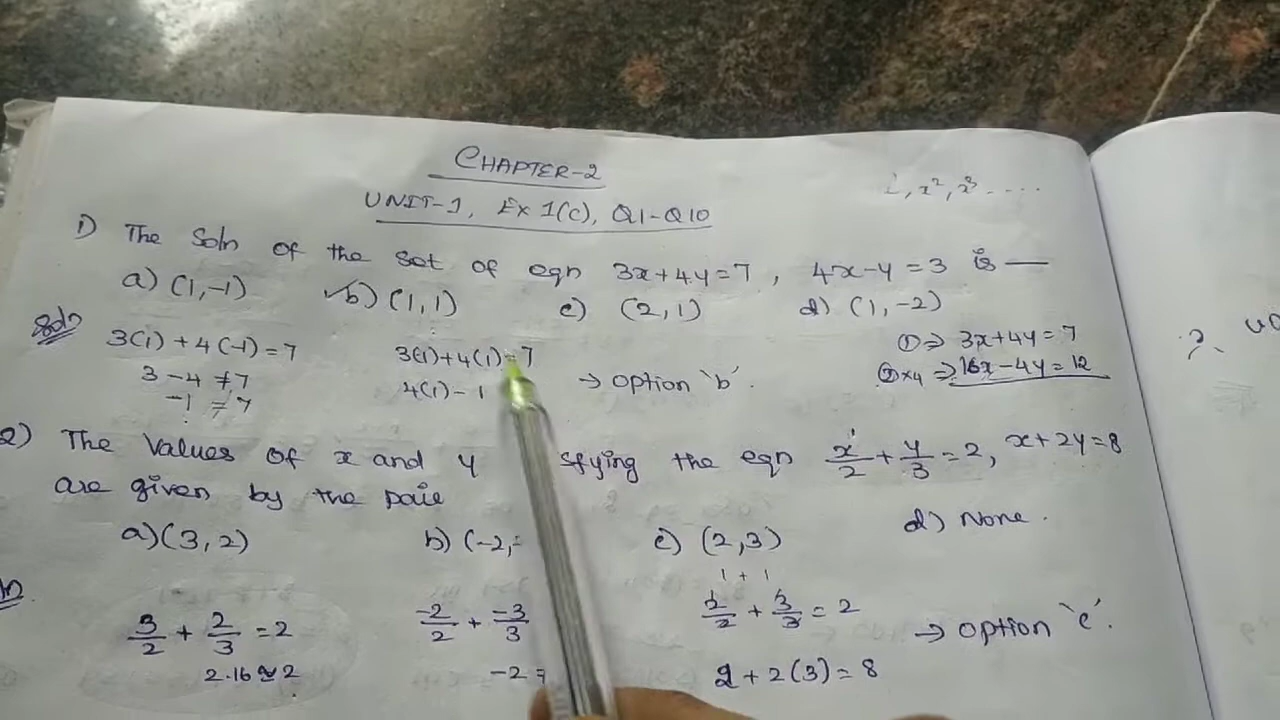 CHAPTER-2
UNIT-1, Ex 1(C), Q1-Q10
, x², x³ ....
1) The Soln of the set of eqn 3x+4y=7, 4x-y=3 is —
a) (1,-1) ✓b) (1,1) c) (2,1) d) (1,-2)
Soln
3(1)+4(-1)=7 3(1)+4(1)=7 ①⇒ 3x+4y=7
3-4≠7 4(1)-1 → option 'b'. ②x4 ⇒ 16x-4y=12
-1≠7
2) The Values of x and y sfying the eqn x/2+y/3=2, x+2y=8
are given by the pair
a)(3,2) b) (-2,- c) (2,3) d) None.
1 + 1
3/2+2/3=2 -2/2+-3/3 2/2+3/3=2 → option 'c'.
2.16≃2 -2= 2+2(3)=8